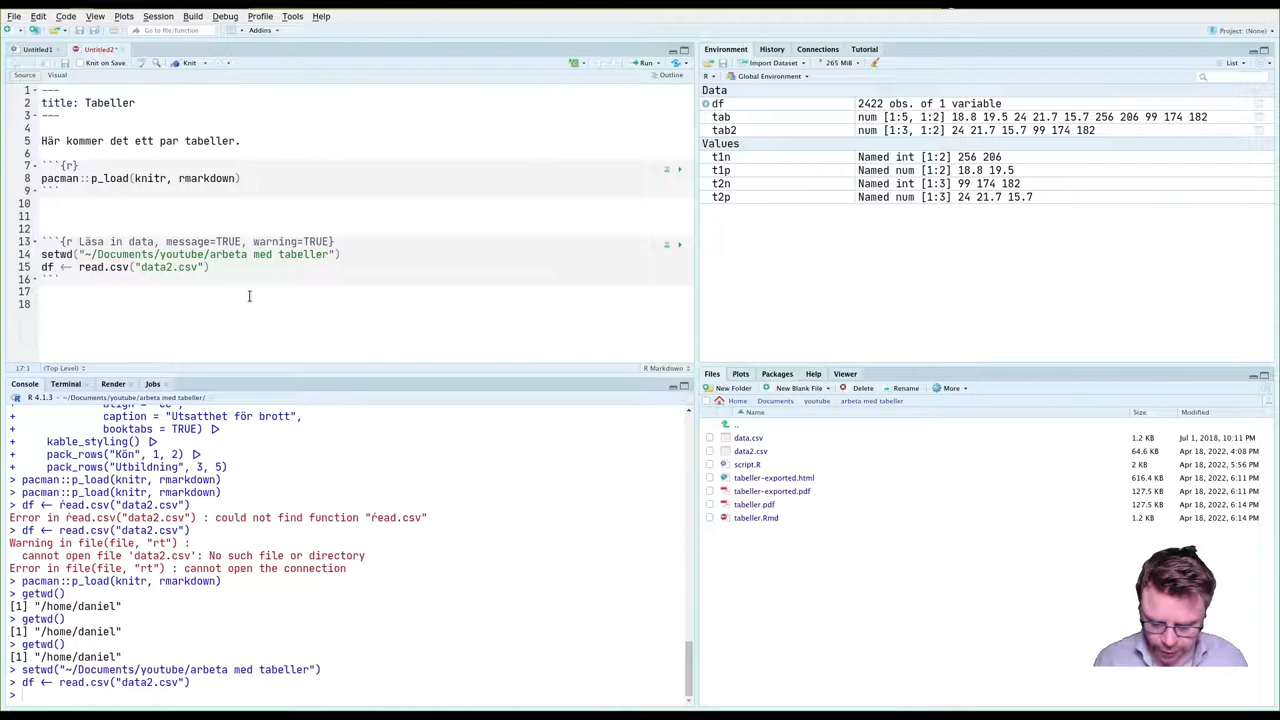 File Edit Code View Plots Session Build Debug Profile Tools Help
Go to file/function Addins Project: (None)
Untitled1 Untitled2*
Knit on Save Knit Run
Source Visual Outline
1 ---
2 title: Tabeller
3 ---
4
5 Här kommer det ett par tabeller.
6
7 ```{r}
8 pacman::p_load(knitr, rmarkdown)
9 ```
10
11
12
13 ```{r Läsa in data, message=TRUE, warning=TRUE}
14 setwd("~/Documents/youtube/arbeta med tabeller")
15 df <- read.csv("data2.csv")
16 ```
17
18
17:1 (Top Level) R Markdown
Console Terminal Render Jobs
R 4.1.3 · ~/Documents/youtube/arbeta med tabeller/
+ align = "cc",
+ caption = "Utsatthet för brott",
+ booktabs = TRUE) |>
+ kable_styling() |>
+ pack_rows("Kön", 1, 2) |>
+ pack_rows("Utbildning", 3, 5)
> pacman::p_load(knitr, rmarkdown)
> pacman::p_load(knitr, rmarkdown)
> df <- ŕead.csv("data2.csv")
Error in ŕead.csv("data2.csv") : could not find function "ŕead.csv"
> df <- read.csv("data2.csv")
Warning in file(file, "rt") :
cannot open file 'data2.csv': No such file or directory
Error in file(file, "rt") : cannot open the connection
> pacman::p_load(knitr, rmarkdown)
> getwd()
[1] "/home/daniel"
> getwd()
[1] "/home/daniel"
> getwd()
[1] "/home/daniel"
> setwd("~/Documents/youtube/arbeta med tabeller")
> df <- read.csv("data2.csv")
>
Environment History Connections Tutorial
Import Dataset 265 MiB List
R Global Environment
Data
df 2422 obs. of 1 variable
tab num [1:5, 1:2] 18.8 19.5 24 21.7 15.7 256 206 99 174 182
tab2 num [1:3, 1:2] 24 21.7 15.7 99 174 182
Values
t1n Named int [1:2] 256 206
t1p Named num [1:2] 18.8 19.5
t2n Named int [1:3] 99 174 182
t2p Named num [1:3] 24 21.7 15.7
Files Plots Packages Help Viewer
New Folder New Blank File Delete Rename More
Home Documents youtube arbeta med tabeller
Name Size Modified
..
data.csv 1.2 KB Jul 1, 2018, 10:11 PM
data2.csv 64.6 KB Apr 18, 2022, 4:08 PM
script.R 2 KB Apr 18, 2022, 5:56 PM
tabeller-exported.html 616.4 KB Apr 18, 2022, 6:11 PM
tabeller-exported.pdf 127.5 KB Apr 18, 2022, 6:14 PM
tabeller.pdf 127.5 KB Apr 18, 2022, 6:14 PM
tabeller.Rmd 1.2 KB Apr 18, 2022, 6:14 PM